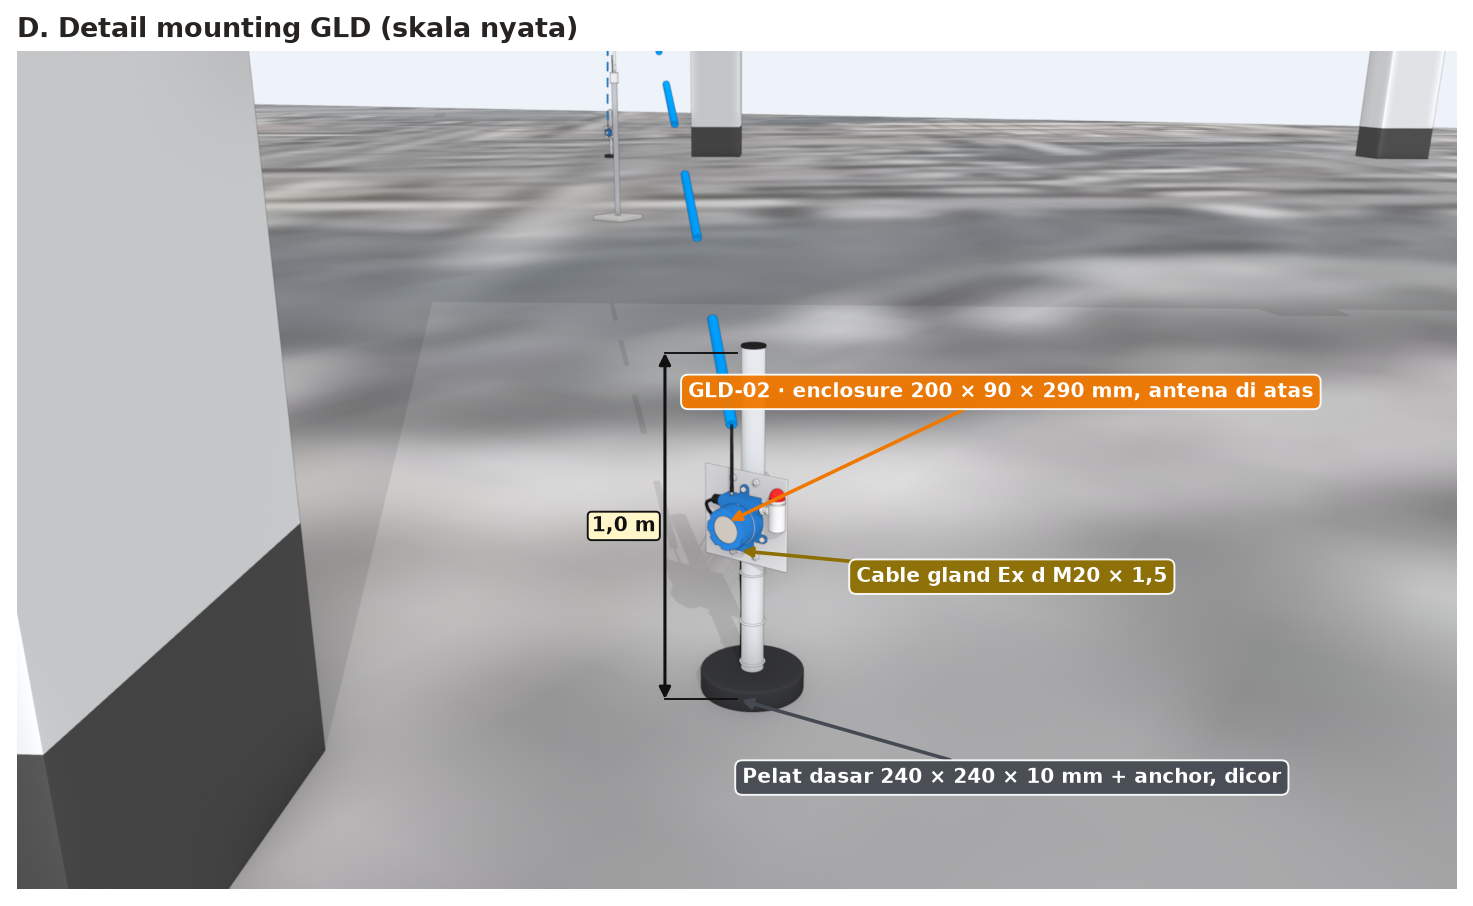 D. Detail mounting GLD (skala nyata)
GLD-02 · enclosure 200 × 90 × 290 mm, antena di atas
1,0 m
Cable gland Ex d M20 × 1,5
Pelat dasar 240 × 240 × 10 mm + anchor, dicor